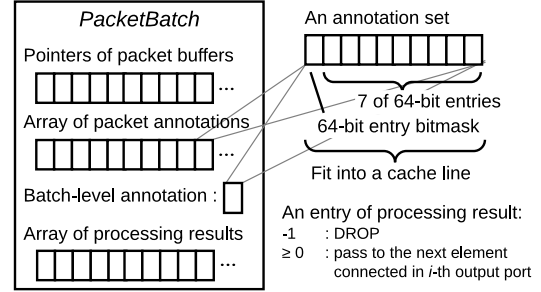 PacketBatch
Pointers of packet buffers
...
Array of packet annotations
...
Batch-level annotation :
Array of processing results
...
An annotation set
7 of 64-bit entries
64-bit entry bitmask
Fit into a cache line
An entry of processing result:
-1 : DROP
≥ 0 : pass to the next element
connected in i-th output port